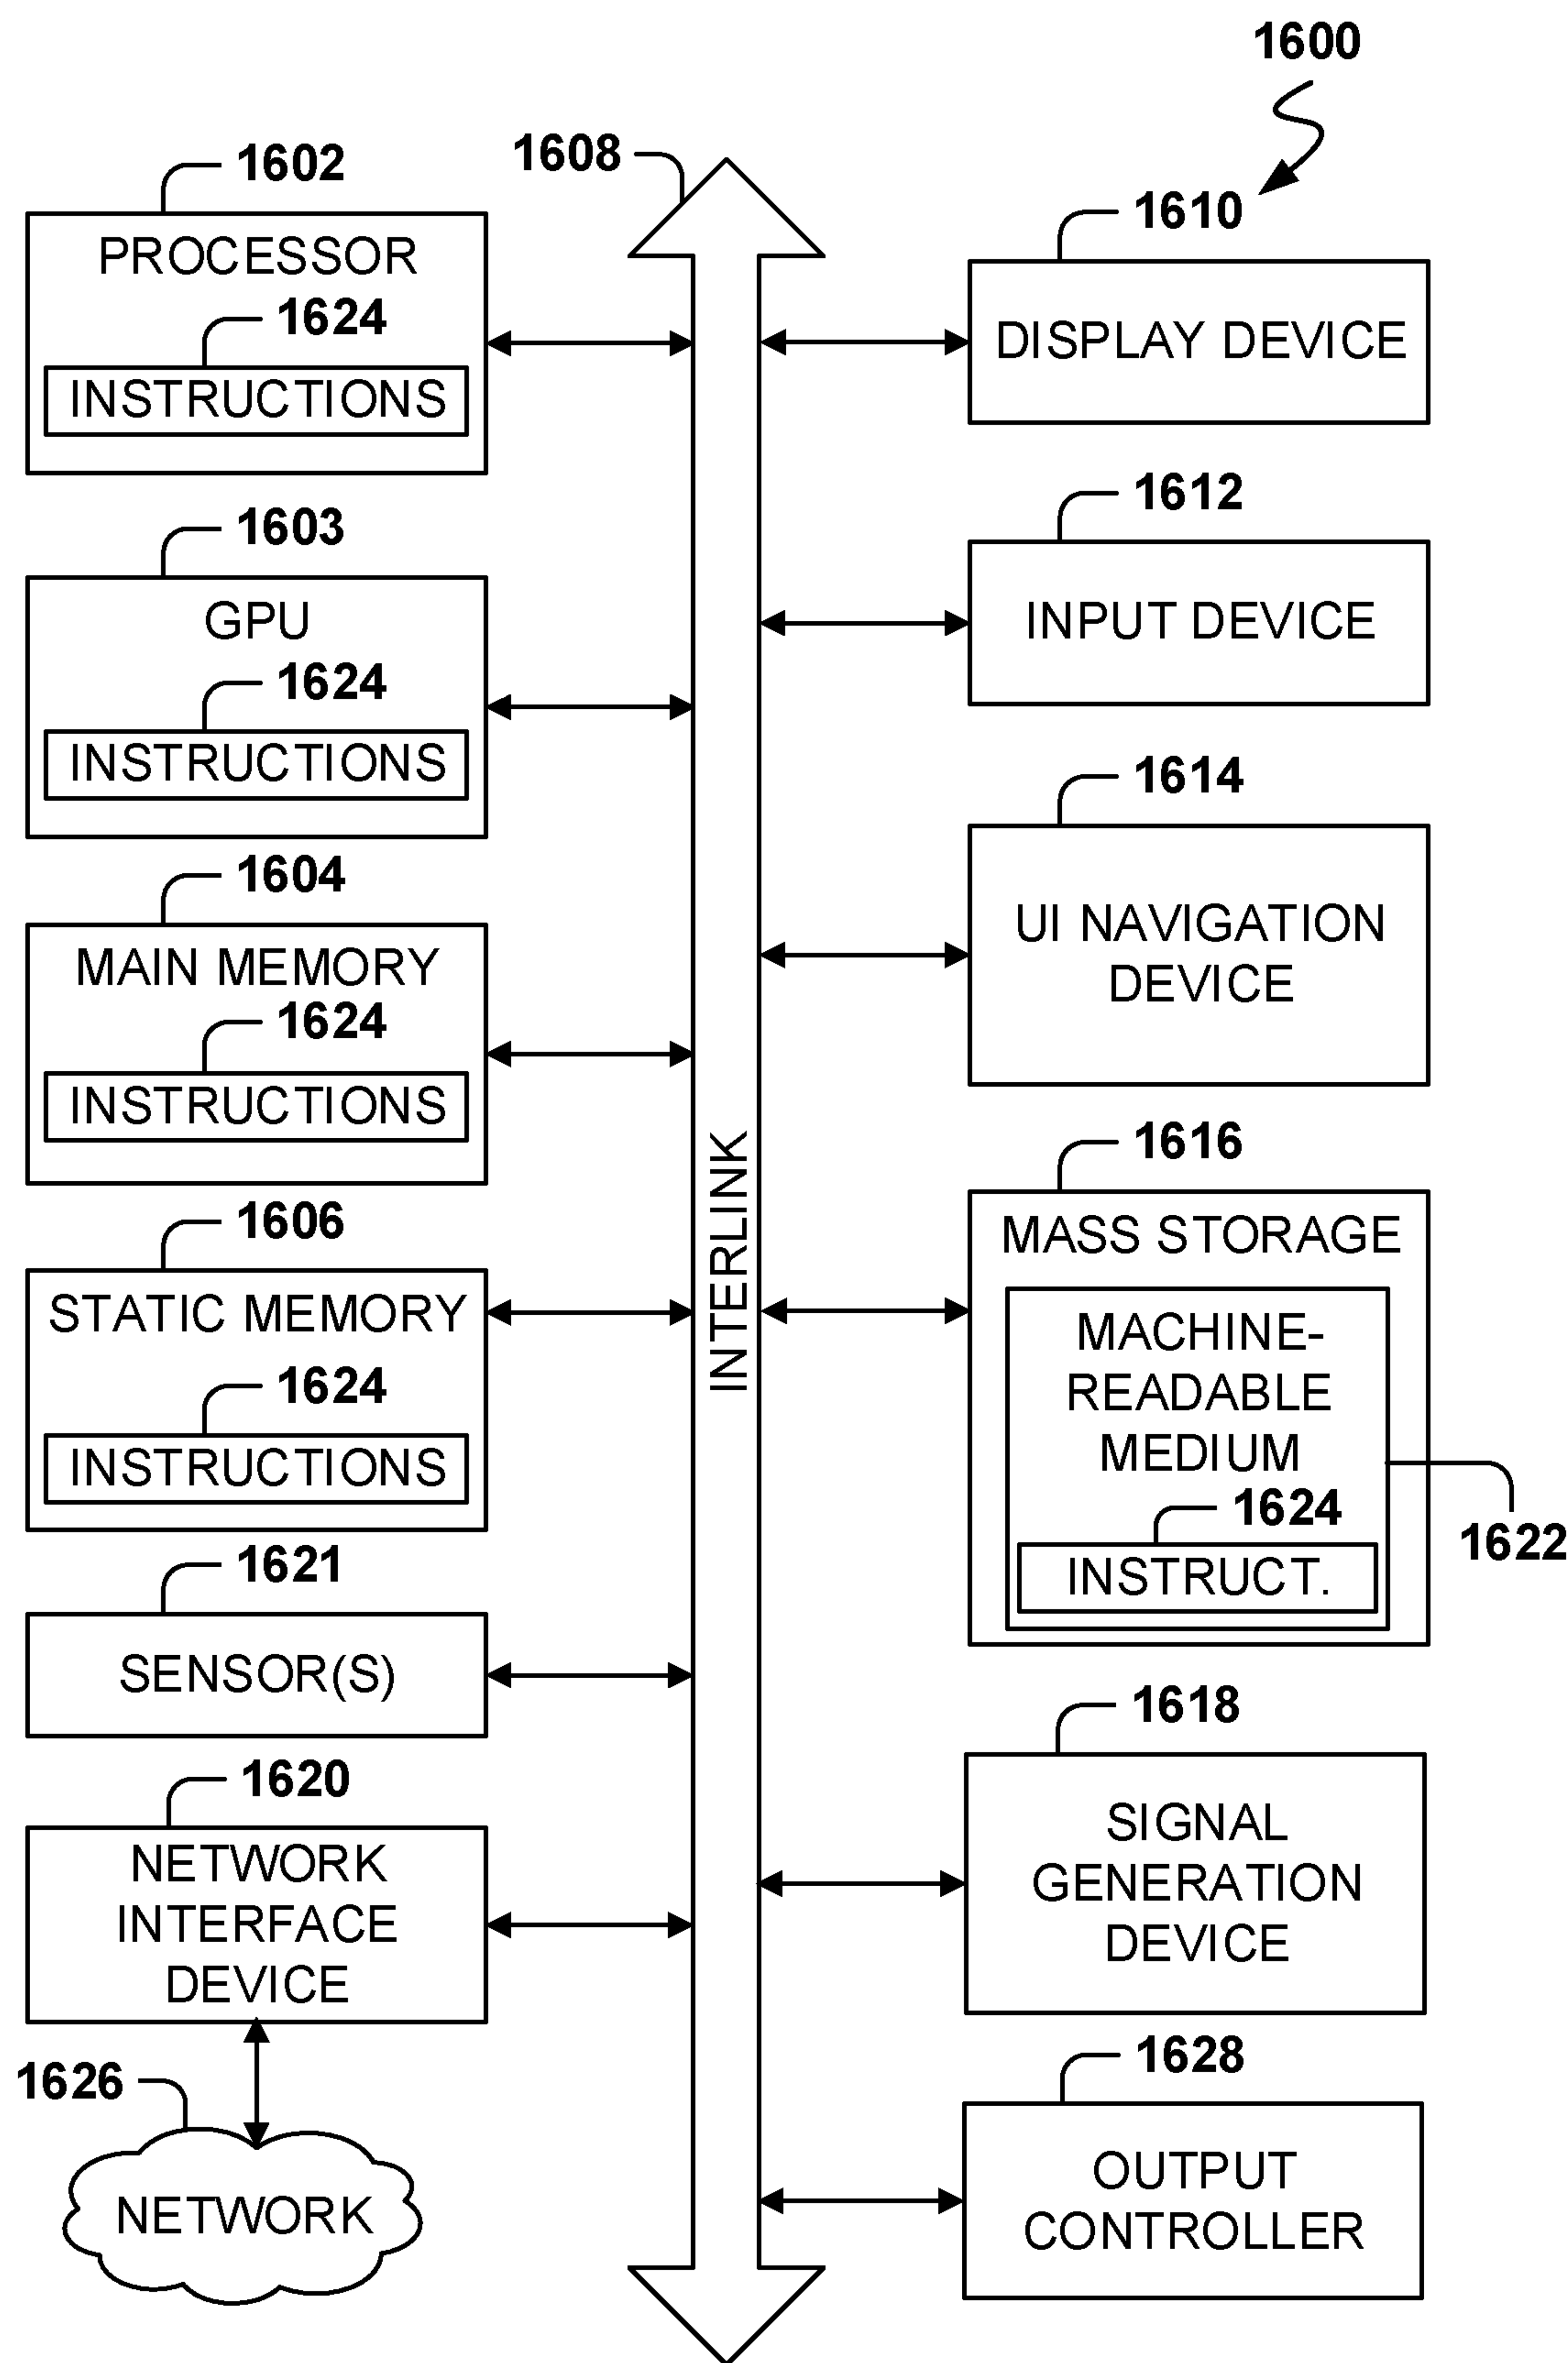 1600
1602
PROCESSOR
1624
INSTRUCTIONS
1603
GPU
1624
INSTRUCTIONS
1604
MAIN MEMORY
1624
INSTRUCTIONS
1606
STATIC MEMORY
1624
INSTRUCTIONS
1621
SENSOR(S)
1620
NETWORK
INTERFACE
DEVICE
1626
NETWORK
1608
INTERLINK
1610
DISPLAY DEVICE
1612
INPUT DEVICE
1614
UI NAVIGATION
DEVICE
1616
MASS STORAGE
MACHINE-
READABLE
MEDIUM
1624
INSTRUCT.
1622
1618
SIGNAL
GENERATION
DEVICE
1628
OUTPUT
CONTROLLER